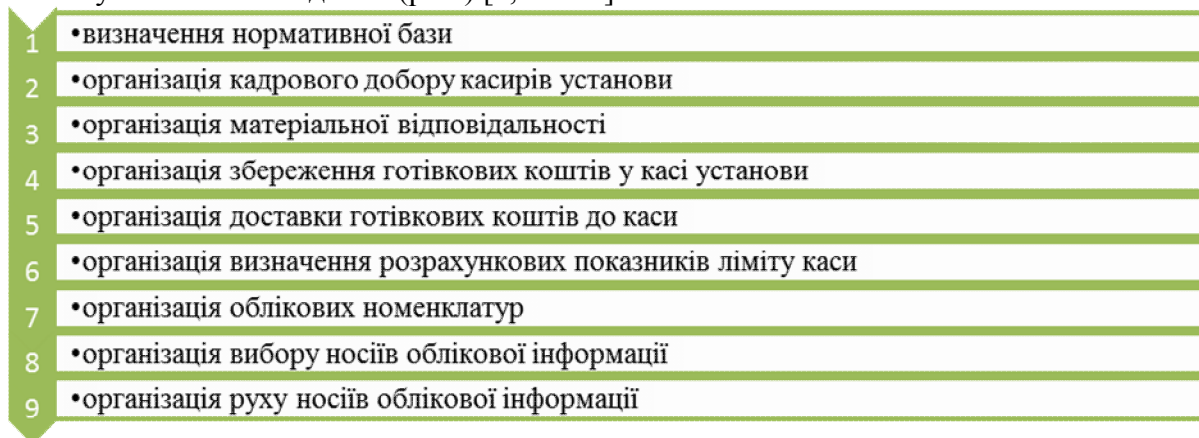 1 •визначення нормативної бази
2 •організація кадрового добору касирів установи
3 •організація матеріальної відповідальності
4 •організація збереження готівкових коштів у касі установи
5 •організація доставки готівкових коштів до каси
6 •організація визначення розрахункових показників ліміту каси
7 •організація облікових номенклатур
8 •організація вибору носіїв облікової інформації
9 •організація руху носіїв облікової інформації